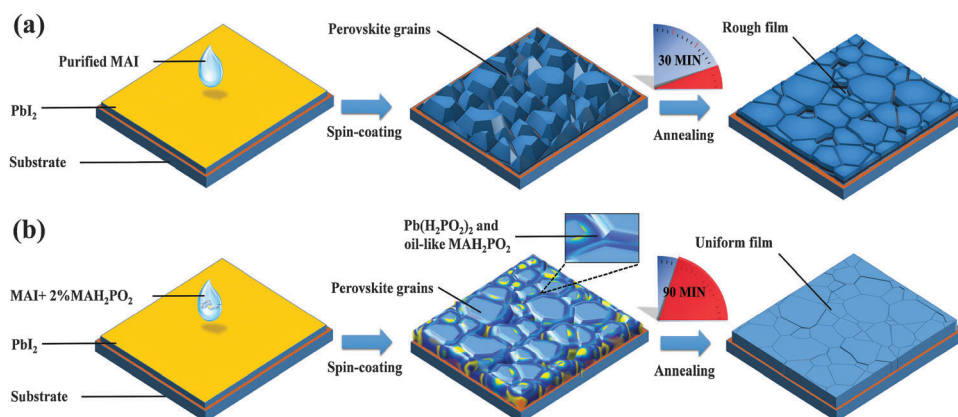 (a)
Purified MAI
PbI₂
Substrate
Spin-coating
Perovskite grains
30 MIN
Annealing
Rough film
(b)
MAI+ 2%MAH₂PO₂
PbI₂
Substrate
Spin-coating
Pb(H₂PO₂)₂ and
oil-like MAH₂PO₂
Perovskite grains
90 MIN
Annealing
Uniform film